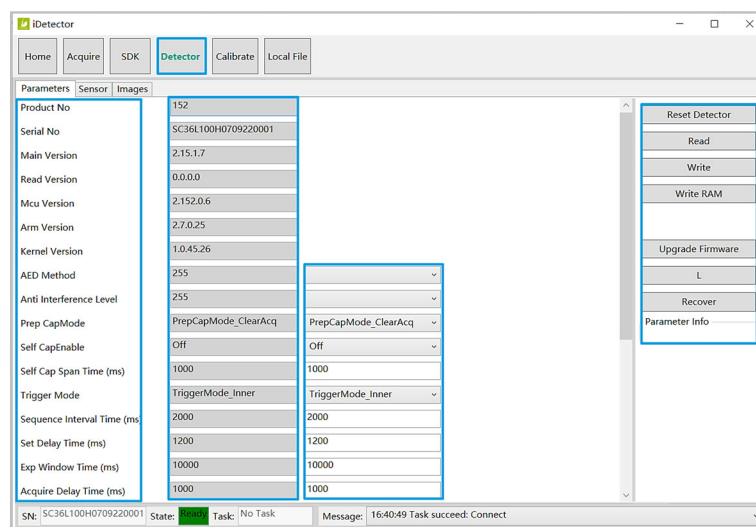 iDetector
Home Acquire SDK Detector Calibrate Local File
Parameters Sensor Images
Product No 152
Serial No SC36L100H0709220001
Main Version 2.15.1.7
Read Version 0.0.0.0
Mcu Version 2.152.0.6
Arm Version 2.7.0.25
Kernel Version 1.0.45.26
AED Method 255
Anti Interference Level 255
Prep CapMode PrepCapMode_ClearAcq PrepCapMode_ClearAcq
Self CapEnable Off Off
Self Cap Span Time (ms) 1000 1000
Trigger Mode TriggerMode_Inner TriggerMode_Inner
Sequence Interval Time (ms) 2000 2000
Set Delay Time (ms) 1200 1200
Exp Window Time (ms) 10000 10000
Acquire Delay Time (ms) 1000 1000
Reset Detector
Read
Write
Write RAM
Upgrade Firmware
L
Recover
Parameter Info
SN: SC36L100H0709220001 State: Ready Task: No Task Message: 16:40:49 Task succeed: Connect